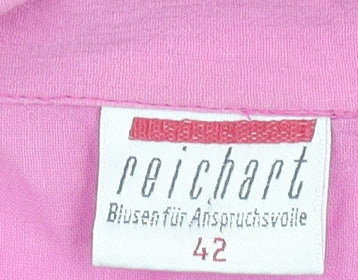 reichart
Blusen für Anspruchsvolle
42